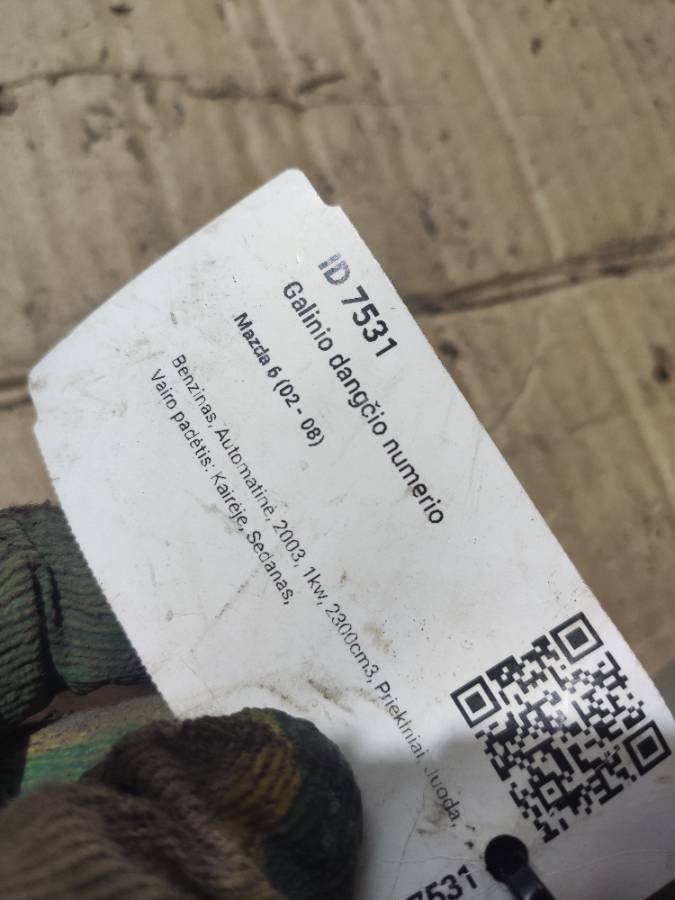 ID 7531
Galinio dangčio numerio
Mazda 6 (02 - 08)
Benzinas, Automatinė, 2003, 1kw, 2300cm3, Priekiniai, Juoda,
Vairo padėtis: Kairėje, Sedanas,
7531